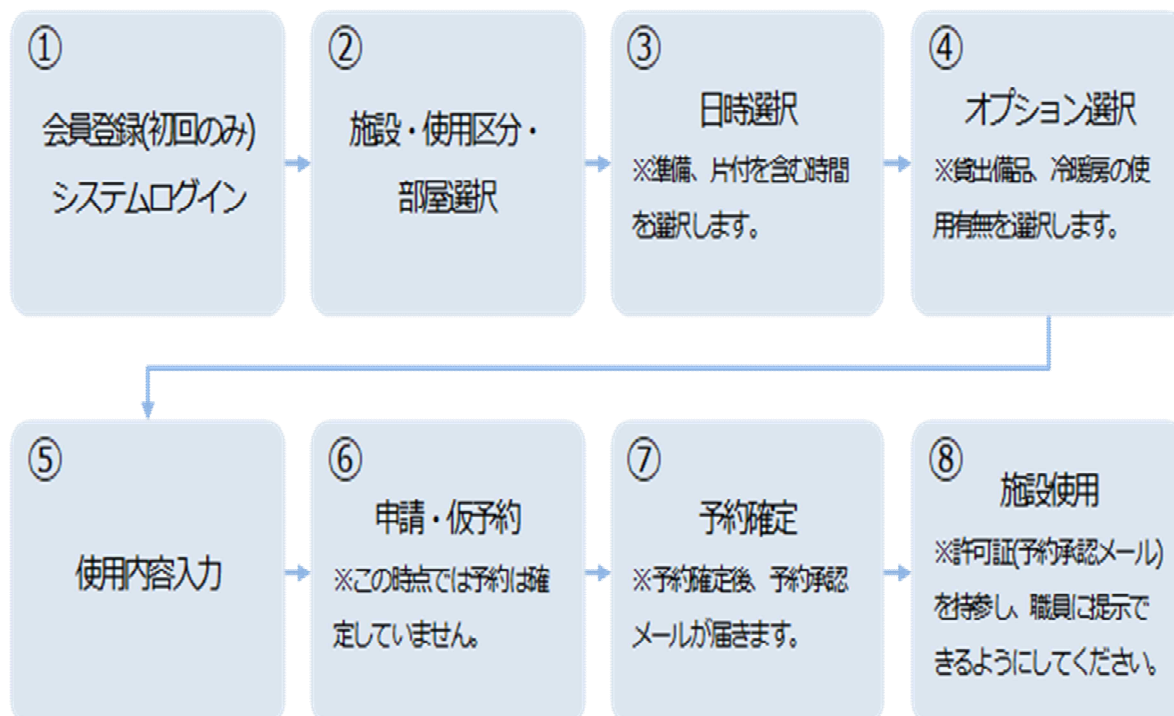 ①
会員登録(初回のみ)
システムログイン
②
施設・使用区分・
部屋選択
③
日時選択
※準備、片付を含む時間
を選択します。
④
オプション選択
※貸出備品、冷暖房の使
用有無を選択します。
⑤
使用内容入力
⑥
申請・仮予約
※この時点では予約は確
定していません。
⑦
予約確定
※予約確定後、予約承認
メールが届きます。
⑧
施設使用
※許可証(予約承認メール)
を持参し、職員に提示で
きるようにしてください。